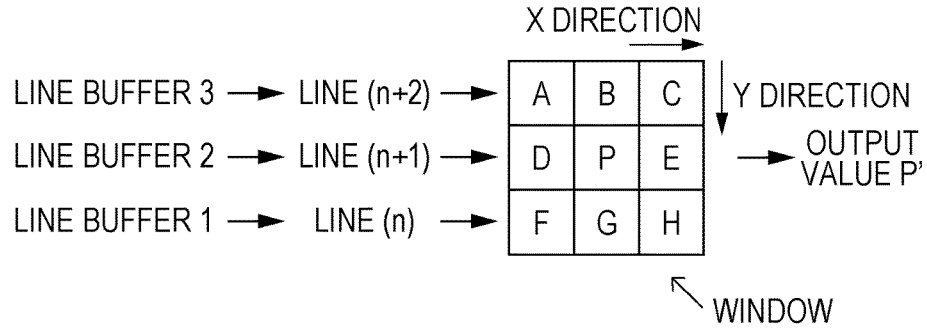 X DIRECTION
LINE BUFFER 3 LINE (n+2) A B C Y DIRECTION
LINE BUFFER 2 LINE (n+1) D P E OUTPUT
VALUE P'
LINE BUFFER 1 LINE (n) F G H
WINDOW